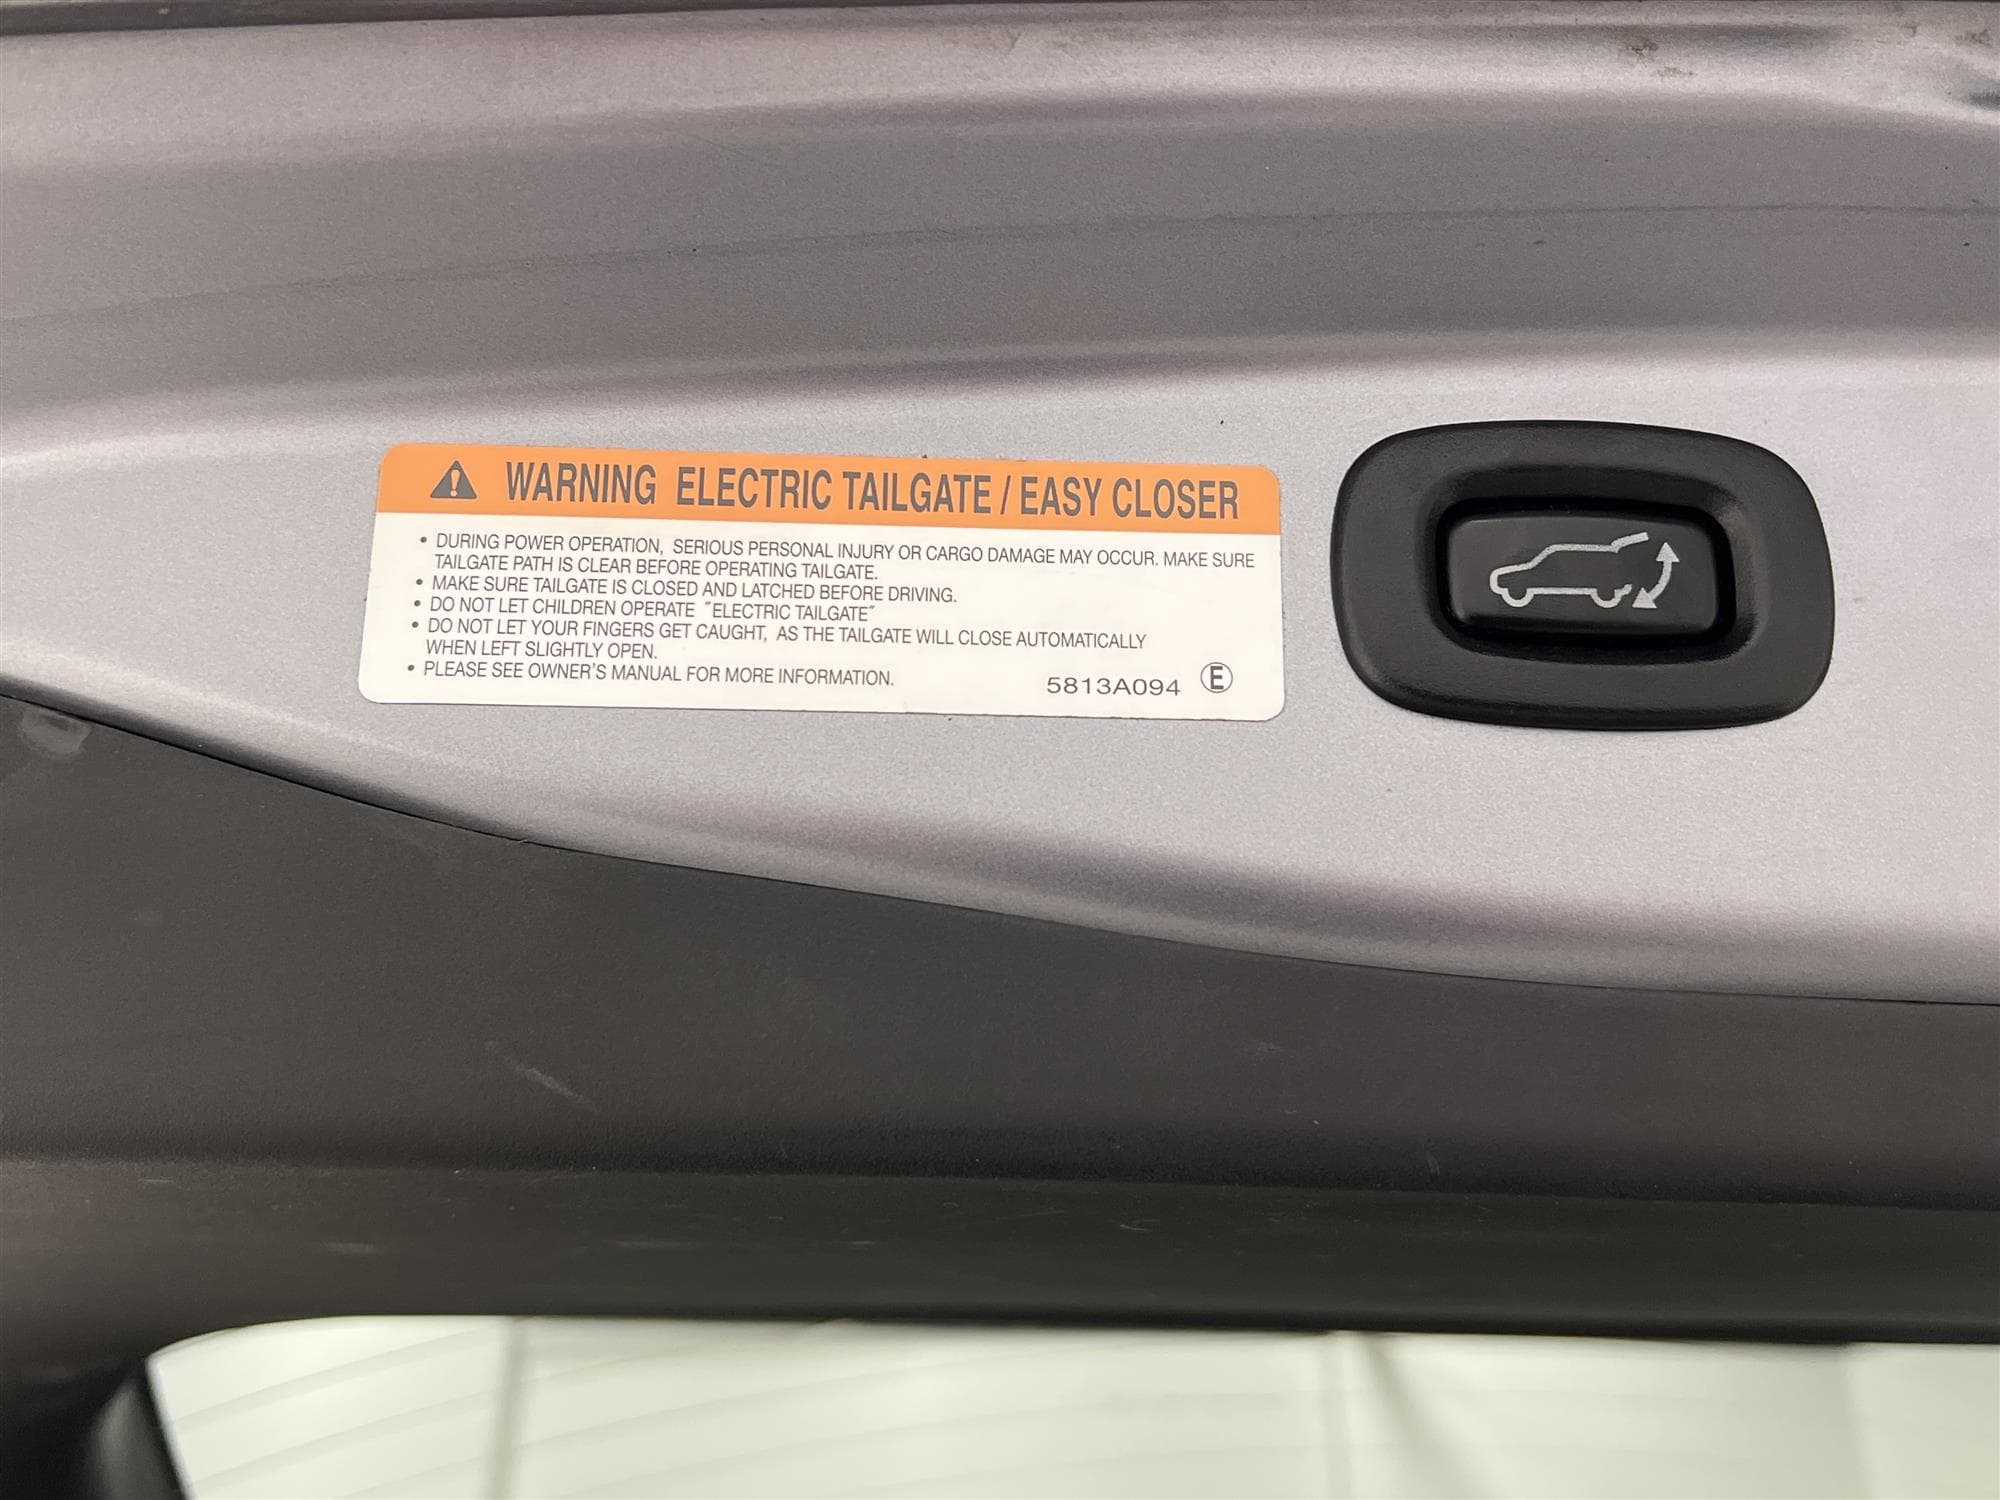 WARNING ELECTRIC TAILGATE / EASY CLOSER
• DURING POWER OPERATION, SERIOUS PERSONAL INJURY OR CARGO DAMAGE MAY OCCUR. MAKE SURE
TAILGATE PATH IS CLEAR BEFORE OPERATING TAILGATE.
• MAKE SURE TAILGATE IS CLOSED AND LATCHED BEFORE DRIVING.
• DO NOT LET CHILDREN OPERATE ˝ELECTRIC TAILGATE˝
• DO NOT LET YOUR FINGERS GET CAUGHT, AS THE TAILGATE WILL CLOSE AUTOMATICALLY
WHEN LEFT SLIGHTLY OPEN.
• PLEASE SEE OWNER'S MANUAL FOR MORE INFORMATION.
5813A094 Ⓔ